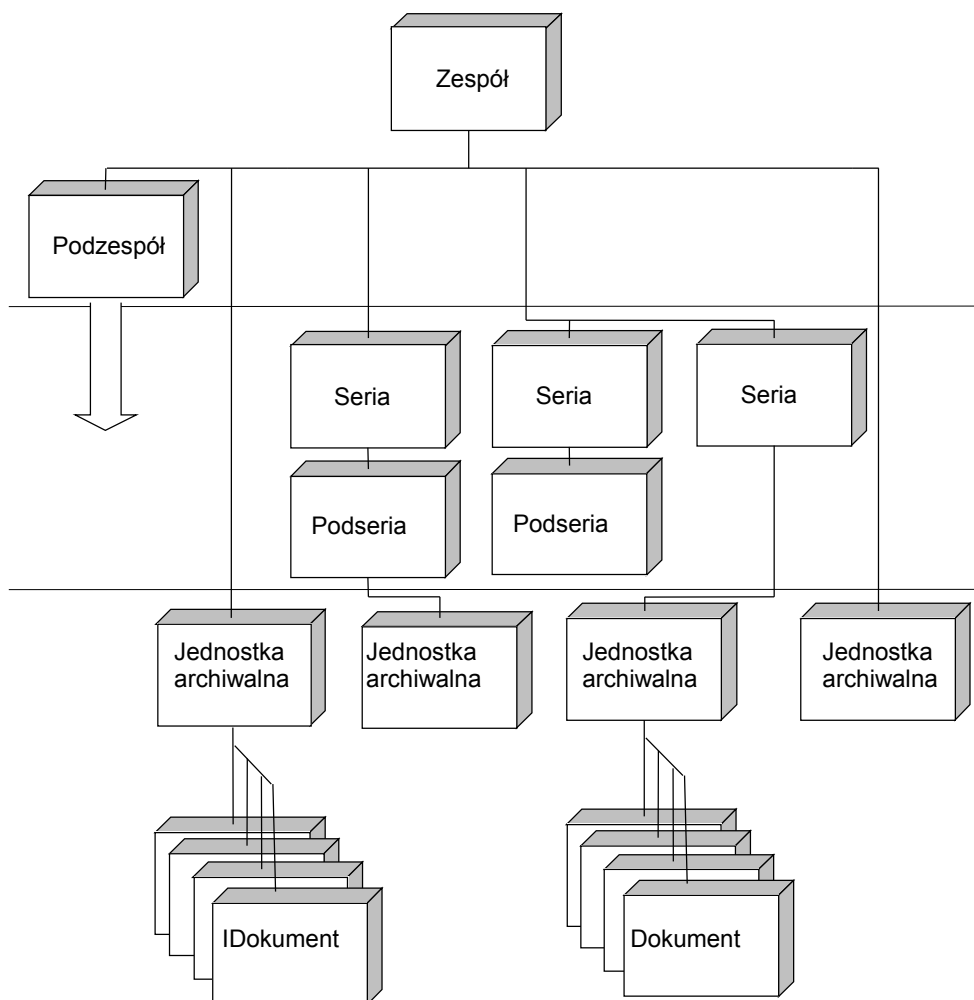 Zespół
Podzespół
Seria
Seria
Seria
Podseria
Podseria
Jednostka
archiwalna
Jednostka
archiwalna
Jednostka
archiwalna
Jednostka
archiwalna
IDokument
Dokument